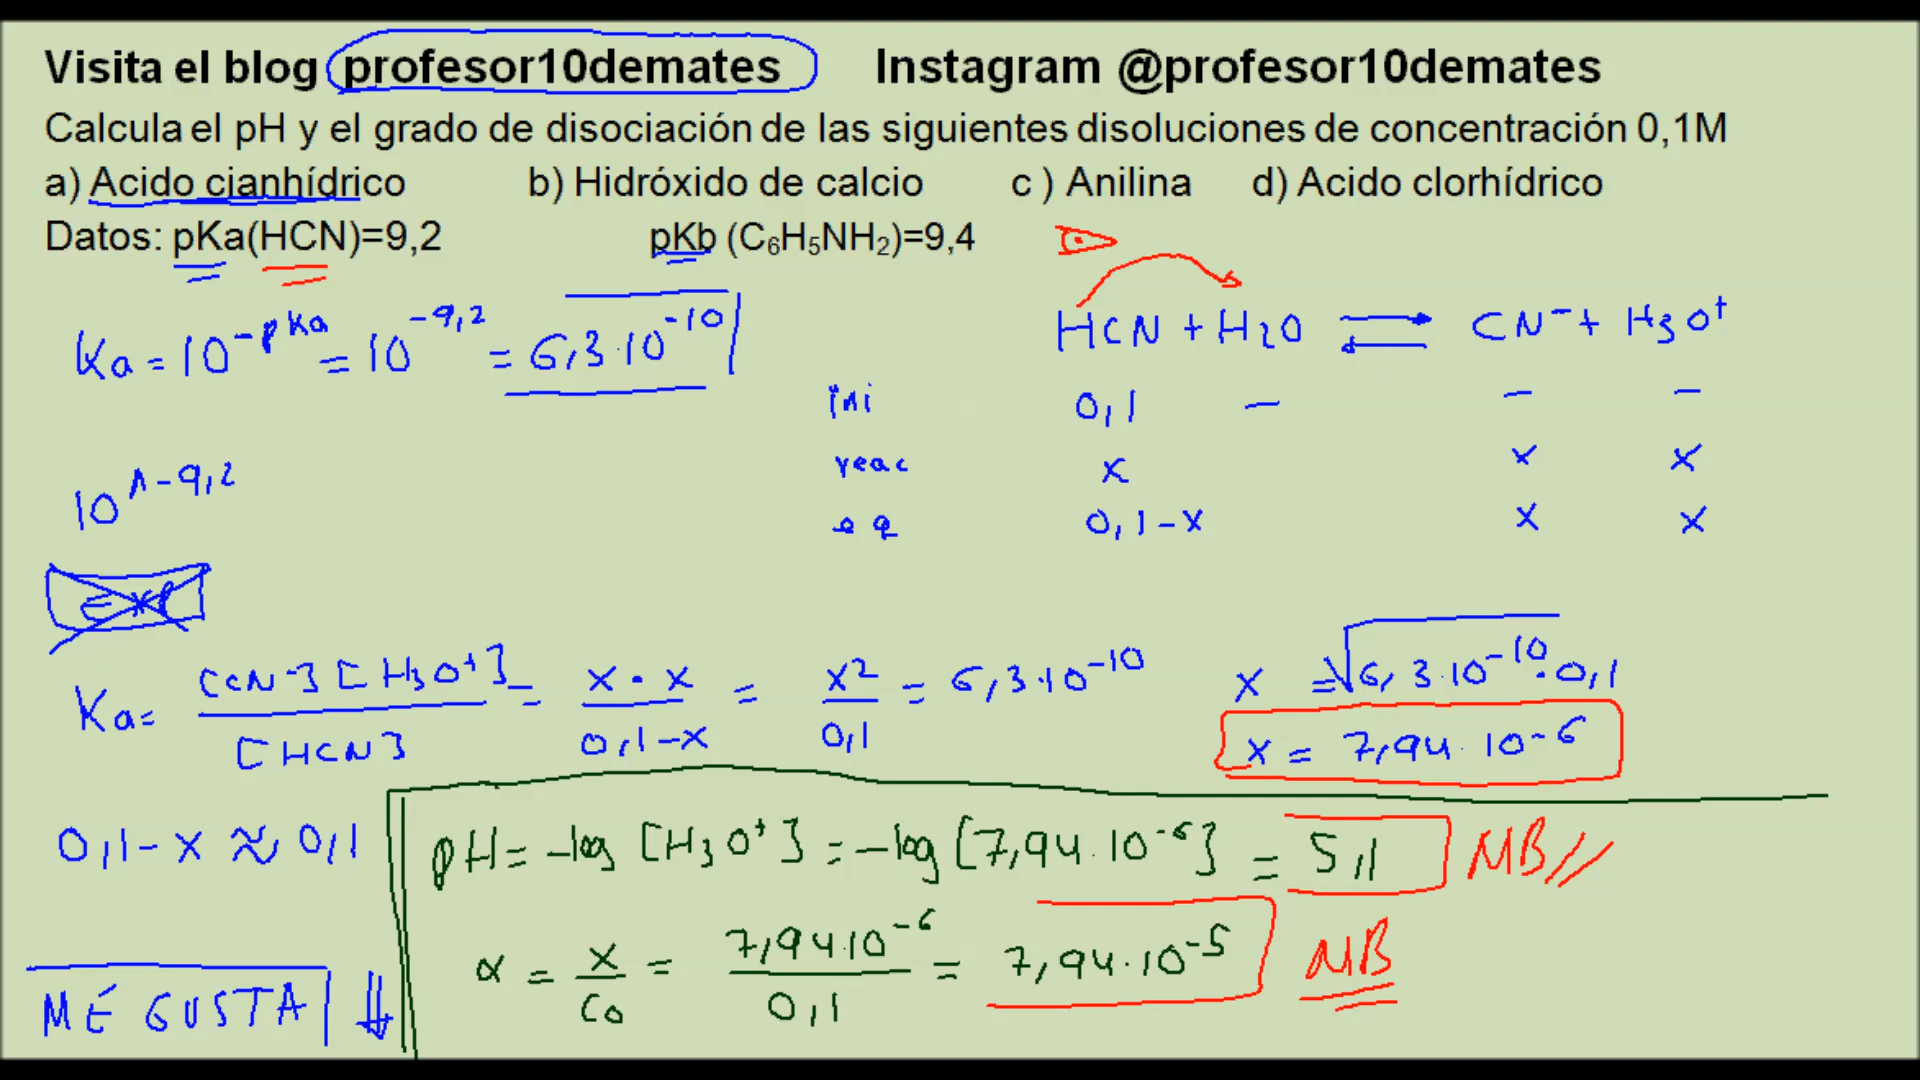 Visita el blog profesor10demates Instagram @profesor10demates
Calcula el pH y el grado de disociación de las siguientes disoluciones de concentración 0,1M
a) Acido cianhídrico b) Hidróxido de calcio c ) Anilina d) Acido clorhídrico
Datos: pKa(HCN)=9,2 pKb (C₆H₅NH₂)=9,4
Ka = 10^-pKa = 10^-9,2 = 6,3·10^-10
HCN + H2O ⇌ CN⁻ + H3O⁺
ini 0,1 — — —
reac x x x
eq 0,1-x x x
10^-9,2
Ka = [CN⁻] [H3O⁺] / [HCN] = x · x / 0,1-x = x² / 0,1 = 6,3·10^-10
x = √6,3·10^-10·0,1
x = 7,94·10^-6
0,1-x ≈ 0,1
pH = -log [H3O⁺] = -log [7,94·10^-6] = 5,1 MB//
α = x / Co = 7,94·10^-6 / 0,1 = 7,94·10^-5 MB
ME GUSTA